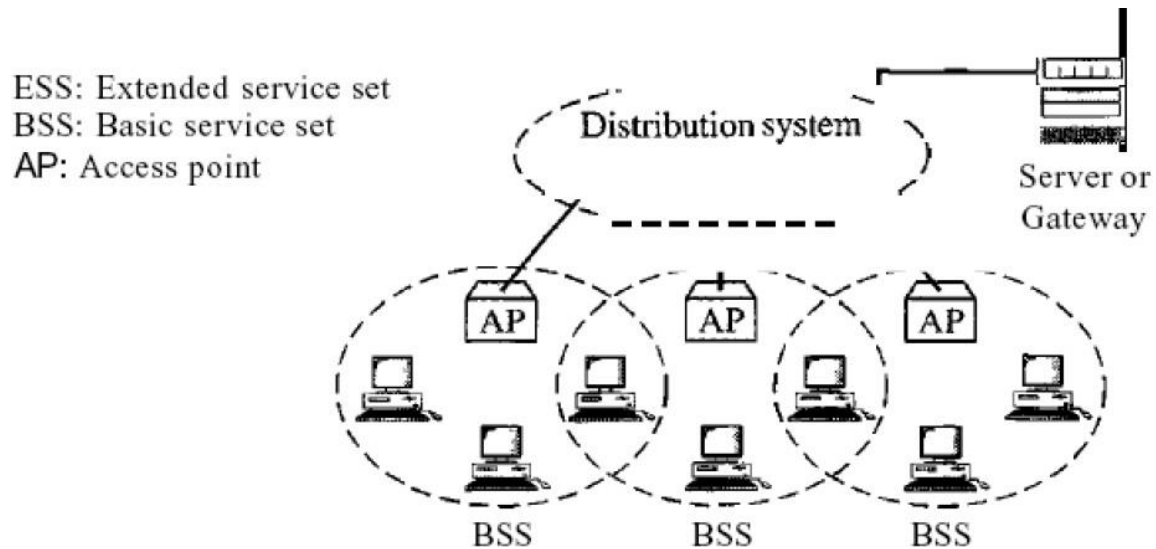 ESS: Extended service set
BSS: Basic service set
AP: Access point
Distribution system
Server or
Gateway
AP
AP
AP
BSS
BSS
BSS